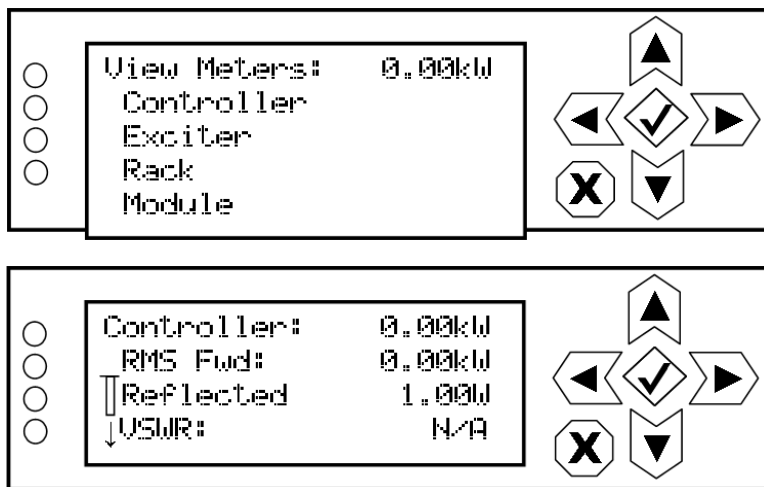 View Meters: 0.00kW
Controller
Exciter
Rack
Module
X
Controller: 0.00kW
RMS Fwd: 0.00kW
Reflected 1.00W
VSWR: N/A
X